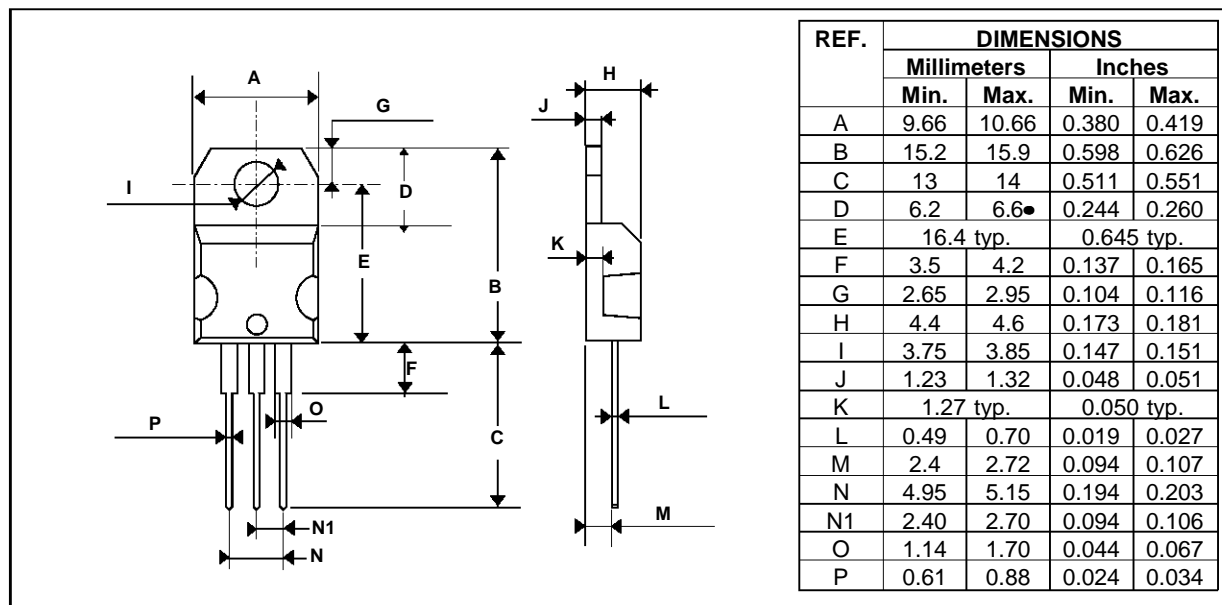 A
G
I
D
E
B
F
O
P
C
N1
N
H
J
K
L
M
REF. DIMENSIONS
Millimeters Inches
Min. Max. Min. Max.
A 9.66 10.66 0.380 0.419
B 15.2 15.9 0.598 0.626
C 13 14 0.511 0.551
D 6.2 6.6• 0.244 0.260
E 16.4 typ. 0.645 typ.
F 3.5 4.2 0.137 0.165
G 2.65 2.95 0.104 0.116
H 4.4 4.6 0.173 0.181
I 3.75 3.85 0.147 0.151
J 1.23 1.32 0.048 0.051
K 1.27 typ. 0.050 typ.
L 0.49 0.70 0.019 0.027
M 2.4 2.72 0.094 0.107
N 4.95 5.15 0.194 0.203
N1 2.40 2.70 0.094 0.106
O 1.14 1.70 0.044 0.067
P 0.61 0.88 0.024 0.034